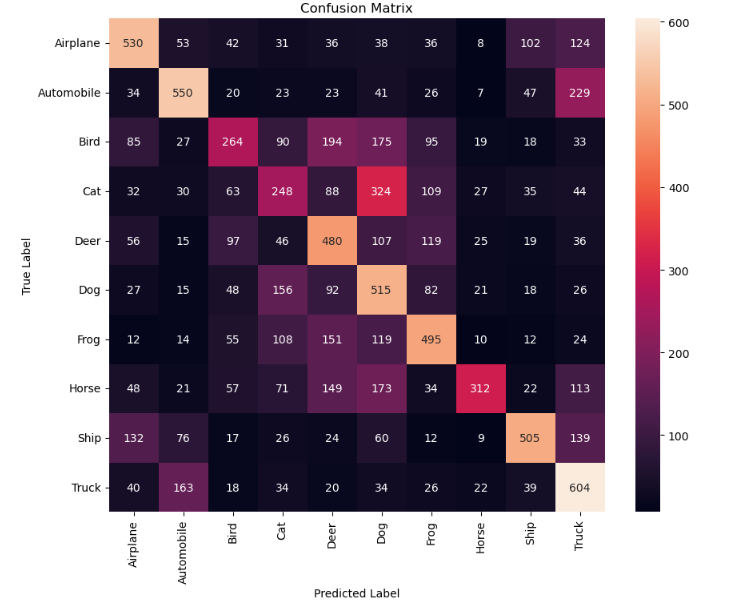 Confusion Matrix
Airplane 530 53 42 31 36 38 36 8 102 124
Automobile 34 550 20 23 23 41 26 7 47 229
Bird 85 27 264 90 194 175 95 19 18 33
Cat 32 30 63 248 88 324 109 27 35 44
Deer 56 15 97 46 480 107 119 25 19 36
Dog 27 15 48 156 92 515 82 21 18 26
Frog 12 14 55 108 151 119 495 10 12 24
Horse 48 21 57 71 149 173 34 312 22 113
Ship 132 76 17 26 24 60 12 9 505 139
Truck 40 163 18 34 20 34 26 22 39 604
Airplane Automobile Bird Cat Deer Dog Frog Horse Ship Truck
Predicted Label
True Label
600
500
400
300
200
100